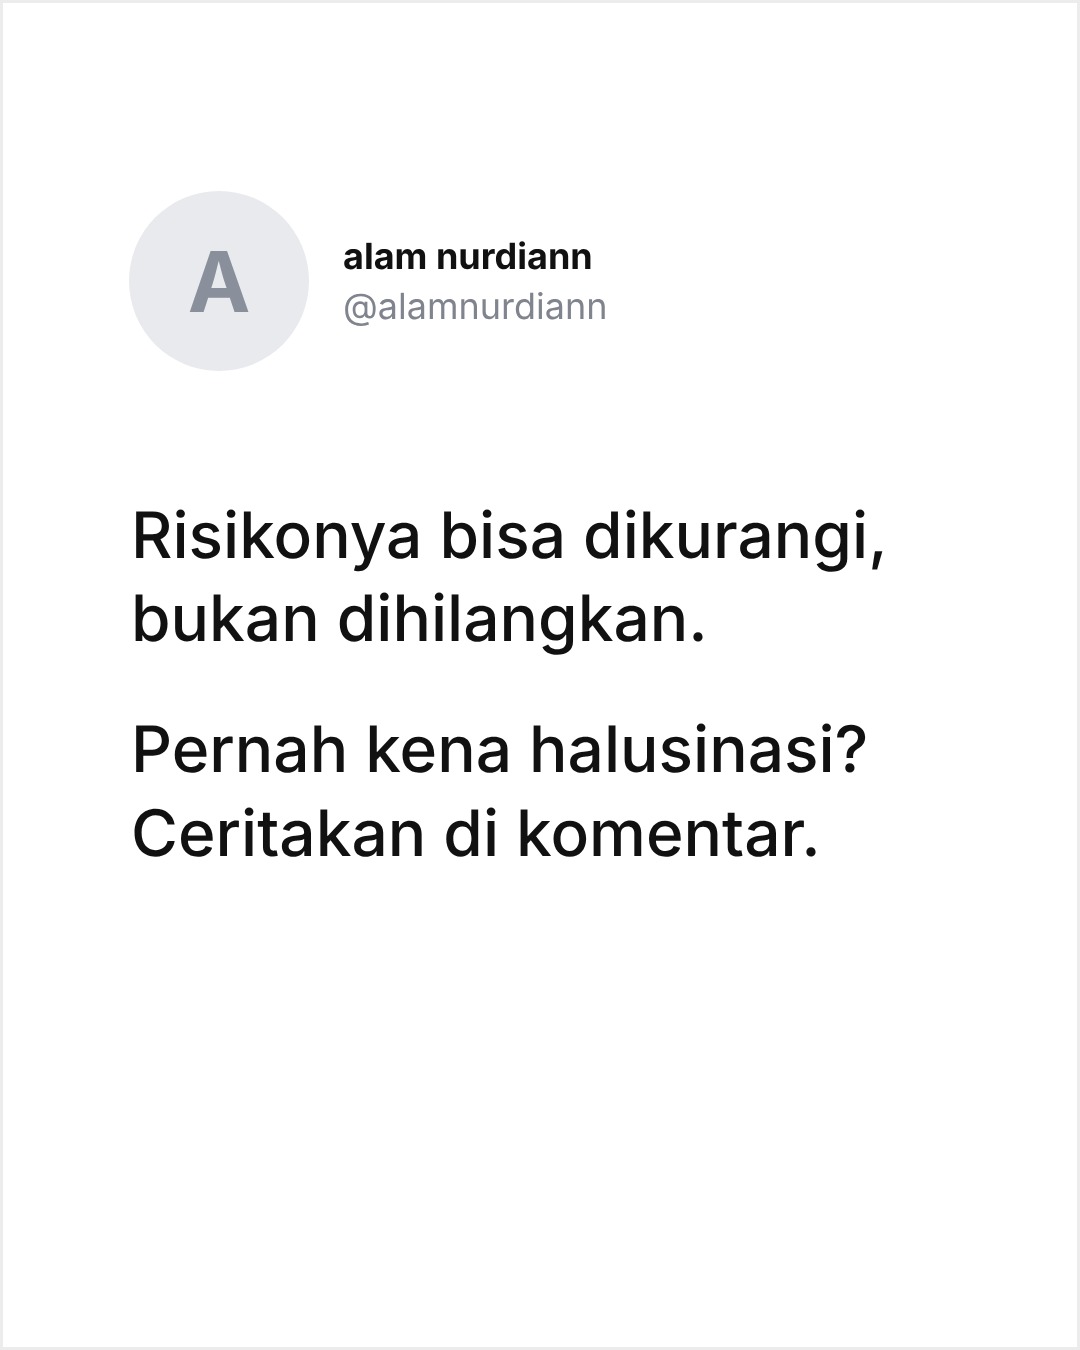 A
alam nurdiann
@alamnurdiann
Risikonya bisa dikurangi,
bukan dihilangkan.
Pernah kena halusinasi?
Ceritakan di komentar.